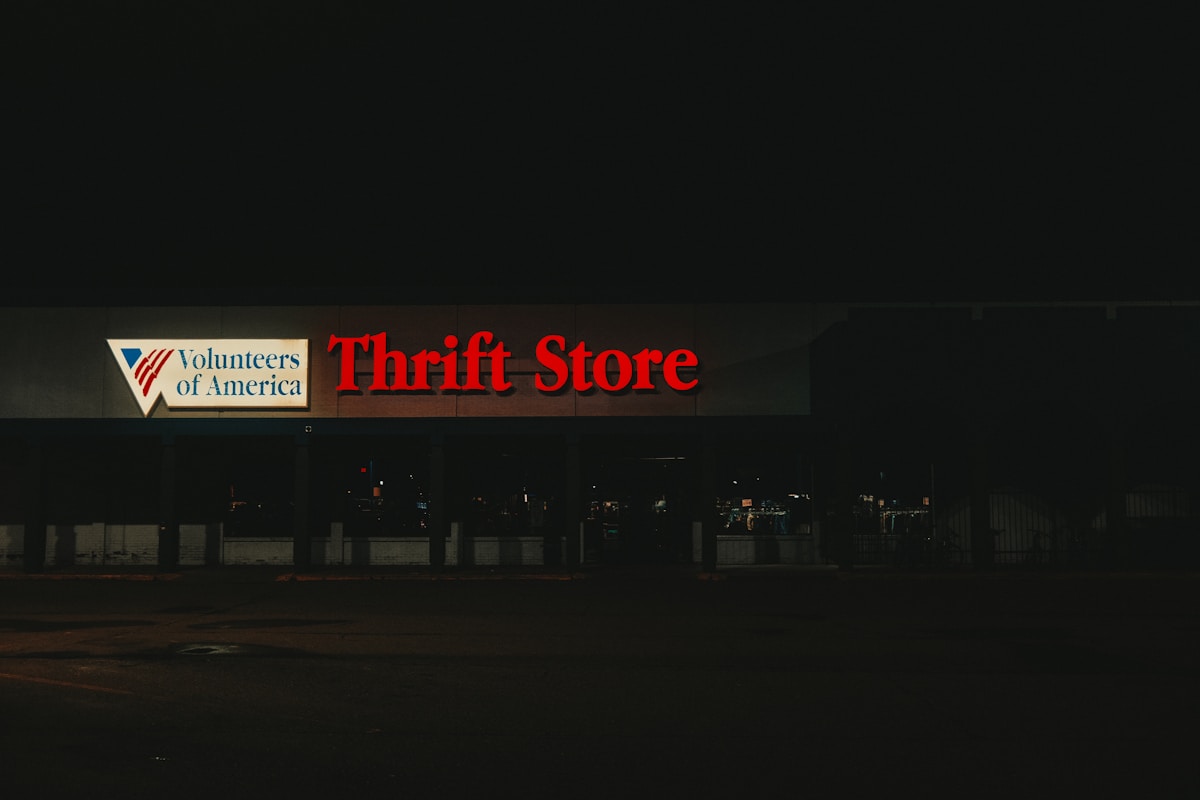 Volunteers
of America
Thrift Store